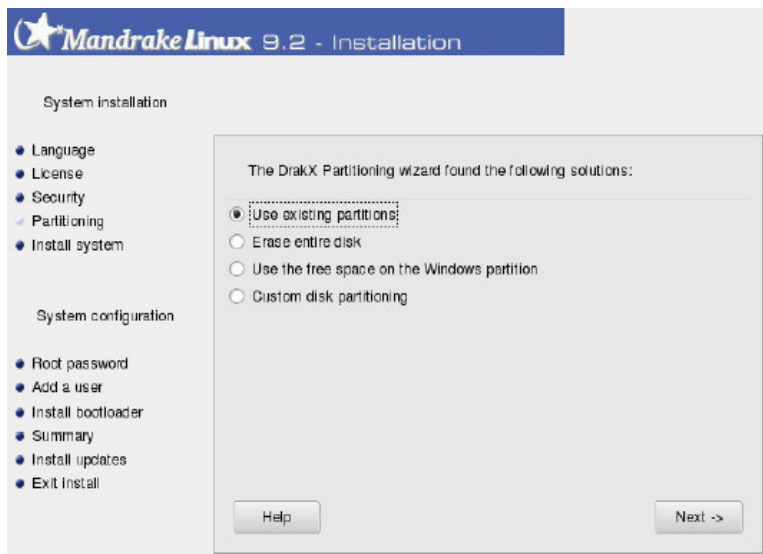 Mandrake Linux 9.2 - Installation
System installation
Language
License
Security
Partitioning
Install system
System configuration
Root password
Add a user
Install bootloader
Summary
Install updates
Exit install
The DrakX Partitioning wizard found the following solutions:
Use existing partitions
Erase entire disk
Use the free space on the Windows partition
Custom disk partitioning
Help
Next ->